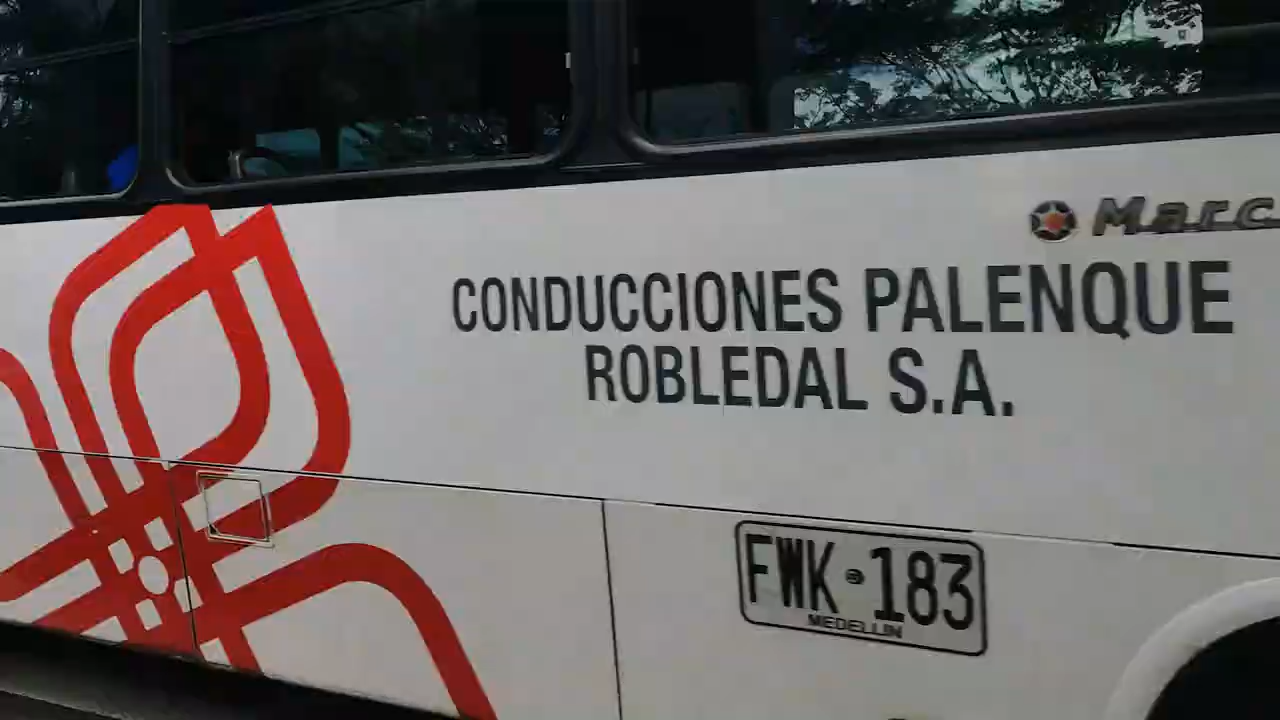 Marc
CONDUCCIONES PALENQUE
ROBLEDAL S.A.
FWK 183
MEDELLIN